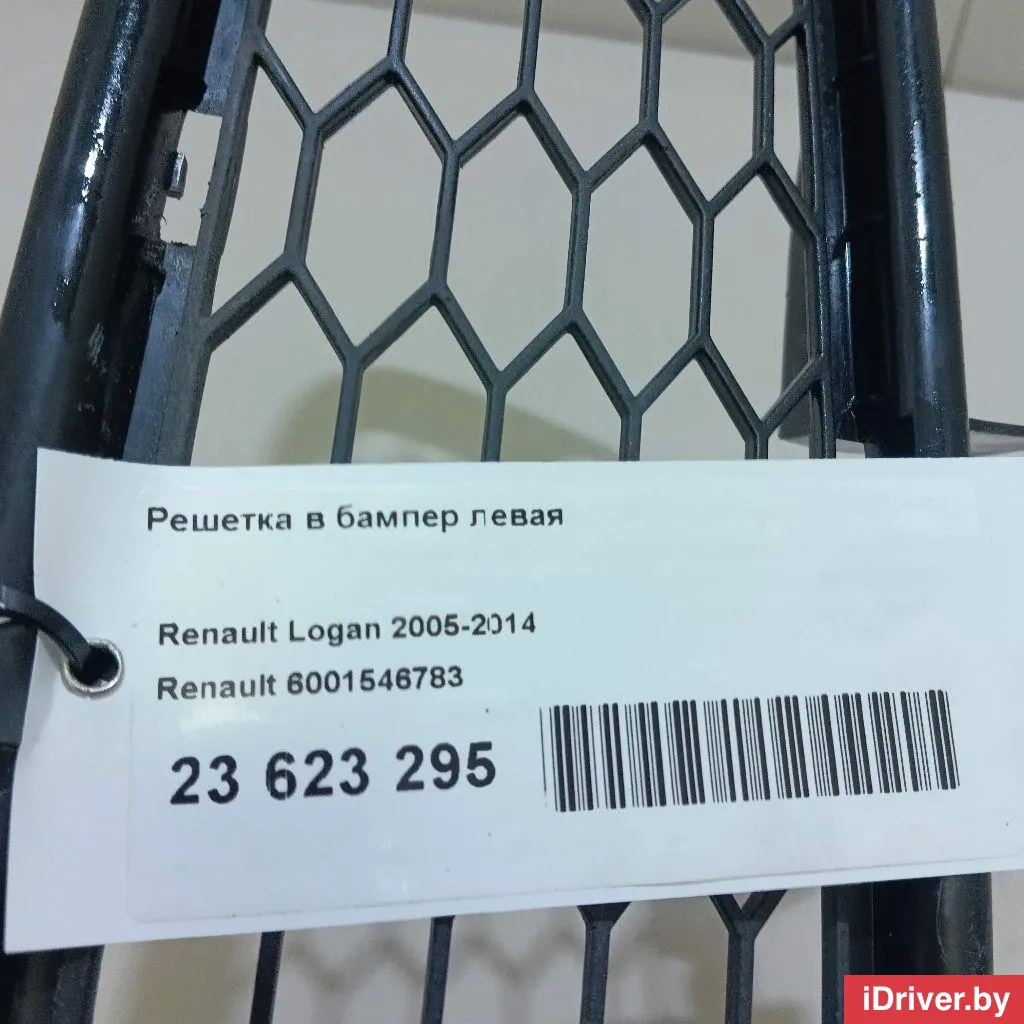 Решетка в бампер левая
Renault Logan 2005-2014
Renault 6001546783
23 623 295
iDriver.by